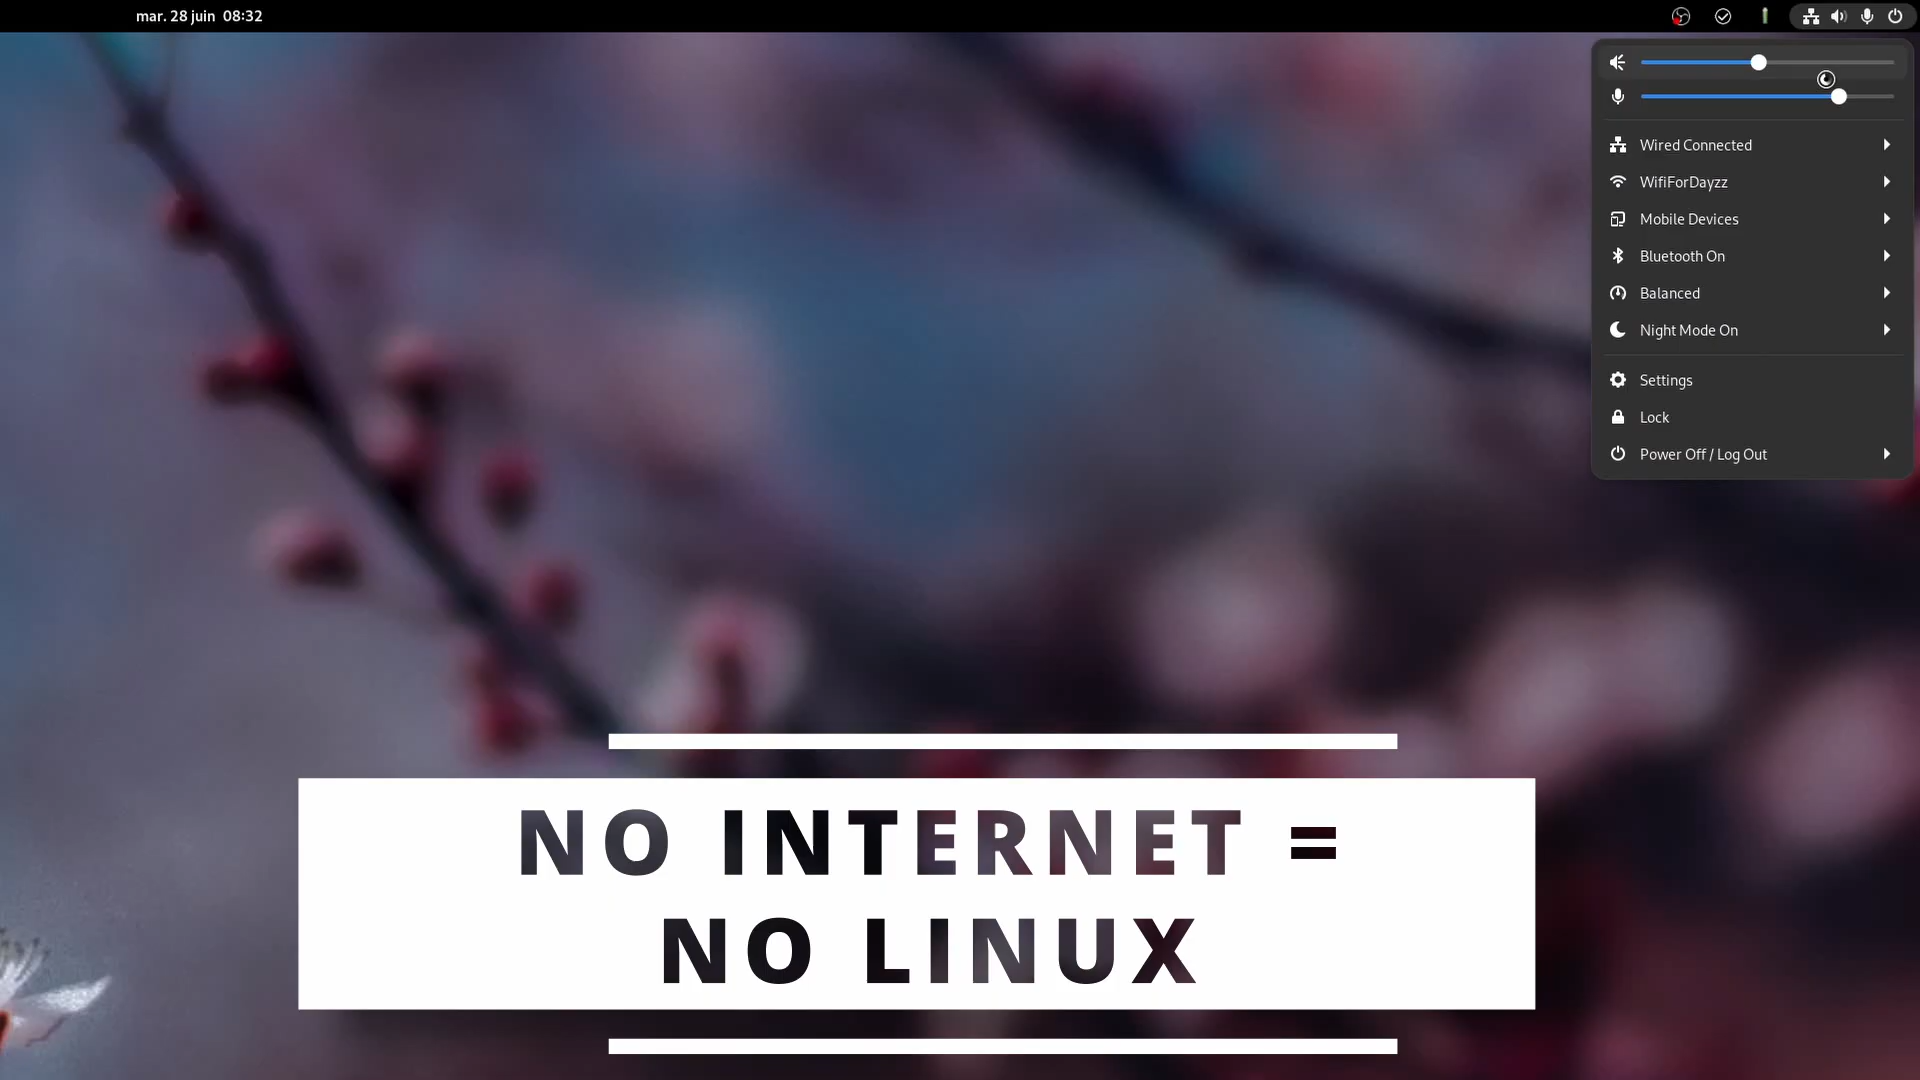 mar. 28 juin 08:32
Wired Connected
WifiForDayzz
Mobile Devices
Bluetooth On
Balanced
Night Mode On
Settings
Lock
Power Off / Log Out
NO INTERNET =
NO LINUX